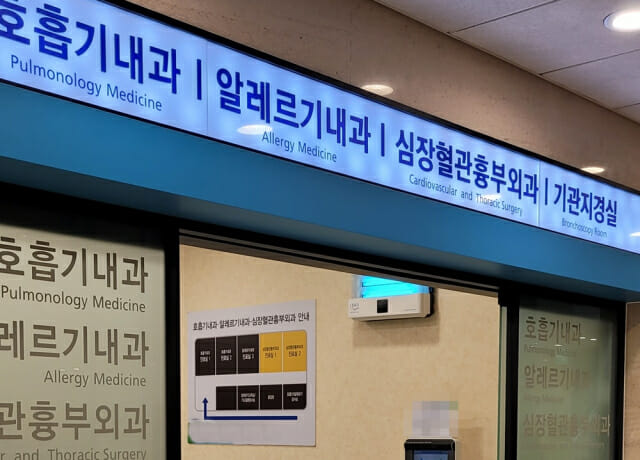 호흡기내과 | 알레르기내과 | 심장혈관흉부외과 | 기관지경실
Pulmonology Medicine
Allergy Medicine
Cardiovascular and Thoracic Surgery
Bronchoscopy Room
호흡기내과
Pulmonology Medicine
알레르기내과
Allergy Medicine
관흉부외과
and Thoracic Surgery
호흡기내과·알레르기내과·심장혈관흉부외과 안내
호흡기내과
Pulmonology Medicine
알레르기내과
Allergy Medicine
심장혈관흉부외과